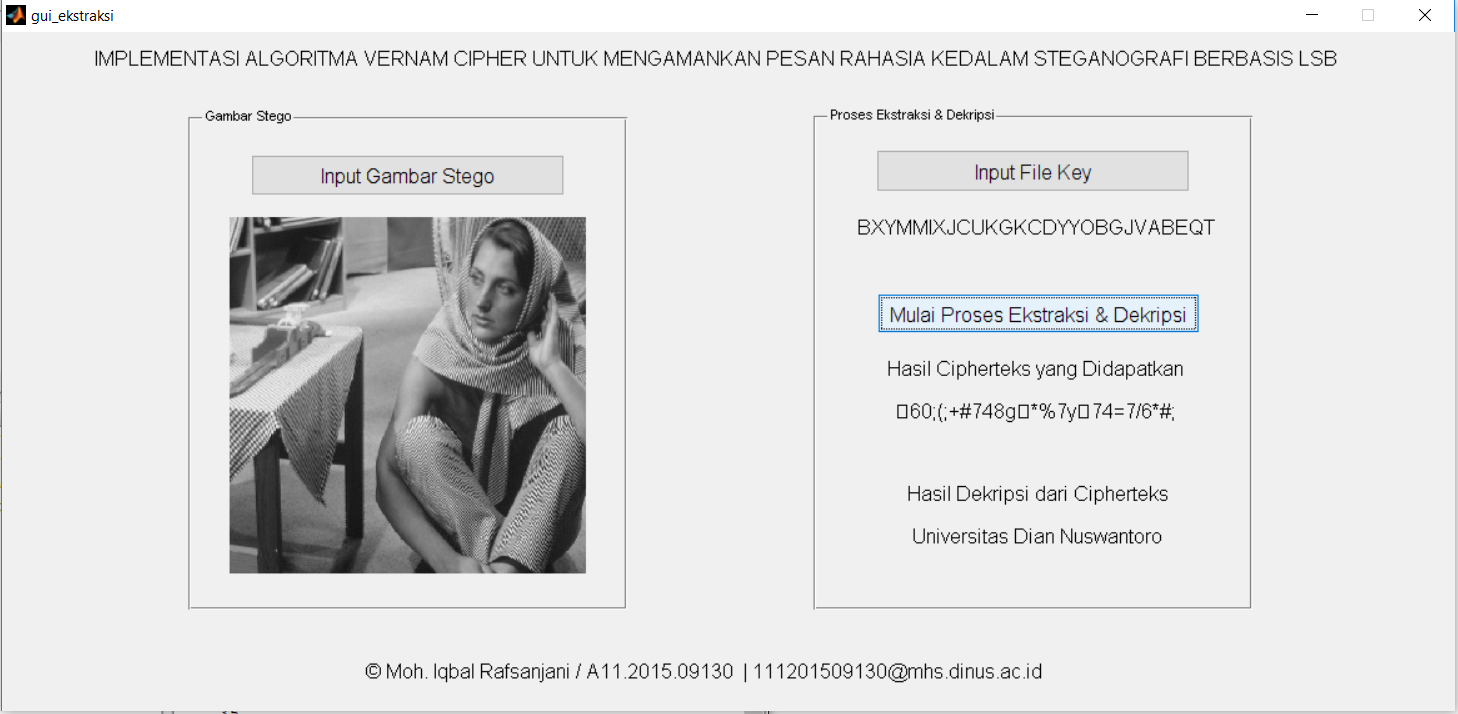 gui_ekstraksi
IMPLEMENTASI ALGORITMA VERNAM CIPHER UNTUK MENGAMANKAN PESAN RAHASIA KEDALAM STEGANOGRAFI BERBASIS LSB
Gambar Stego
Input Gambar Stego
Proses Ekstraksi & Dekripsi
Input File Key
BXYMMIXJCUKGKCDYYOBGJVABEQT
Mulai Proses Ekstraksi & Dekripsi
Hasil Cipherteks yang Didapatkan
□60;(;+#748g□*%7y□74=7/6*#;
Hasil Dekripsi dari Cipherteks
Universitas Dian Nuswantoro
© Moh. Iqbal Rafsanjani / A11.2015.09130 | 111201509130@mhs.dinus.ac.id